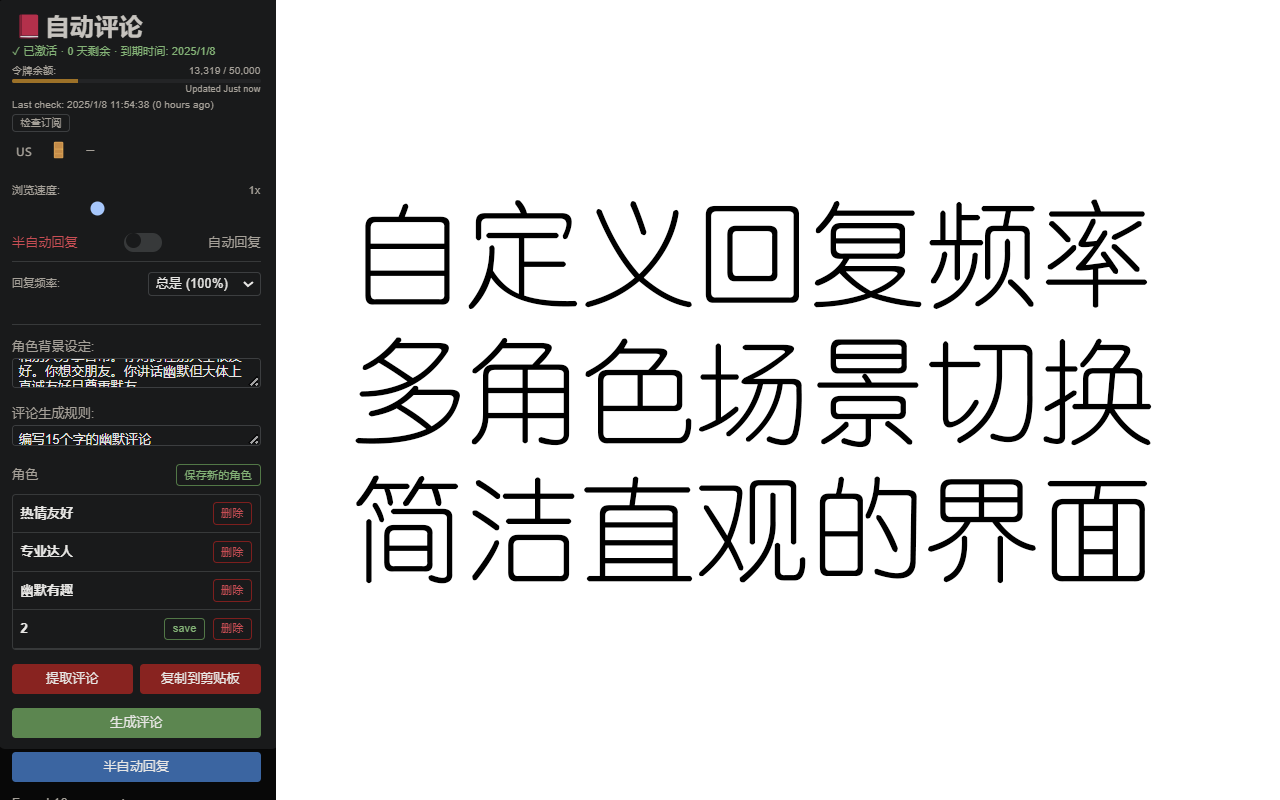 自动评论
✓ 已激活 · 0 天剩余 · 到期时间: 2025/1/8
令牌余额: 13,319 / 50,000
Updated Just now
Last check: 2025/1/8 11:54:38 (0 hours ago)
检查订阅
US
浏览速度: 1x
半自动回复 自动回复
回复频率: 总是 (100%)
角色背景设定:
好。你想交朋友。你讲话幽默但大体上
评论生成规则:
编写15个字的幽默评论
角色 保存新的角色
热情友好 删除
专业达人 删除
幽默有趣 删除
2 save 删除
提取评论 复制到剪贴板
生成评论
半自动回复
自定义回复频率
多角色场景切换
简洁直观的界面